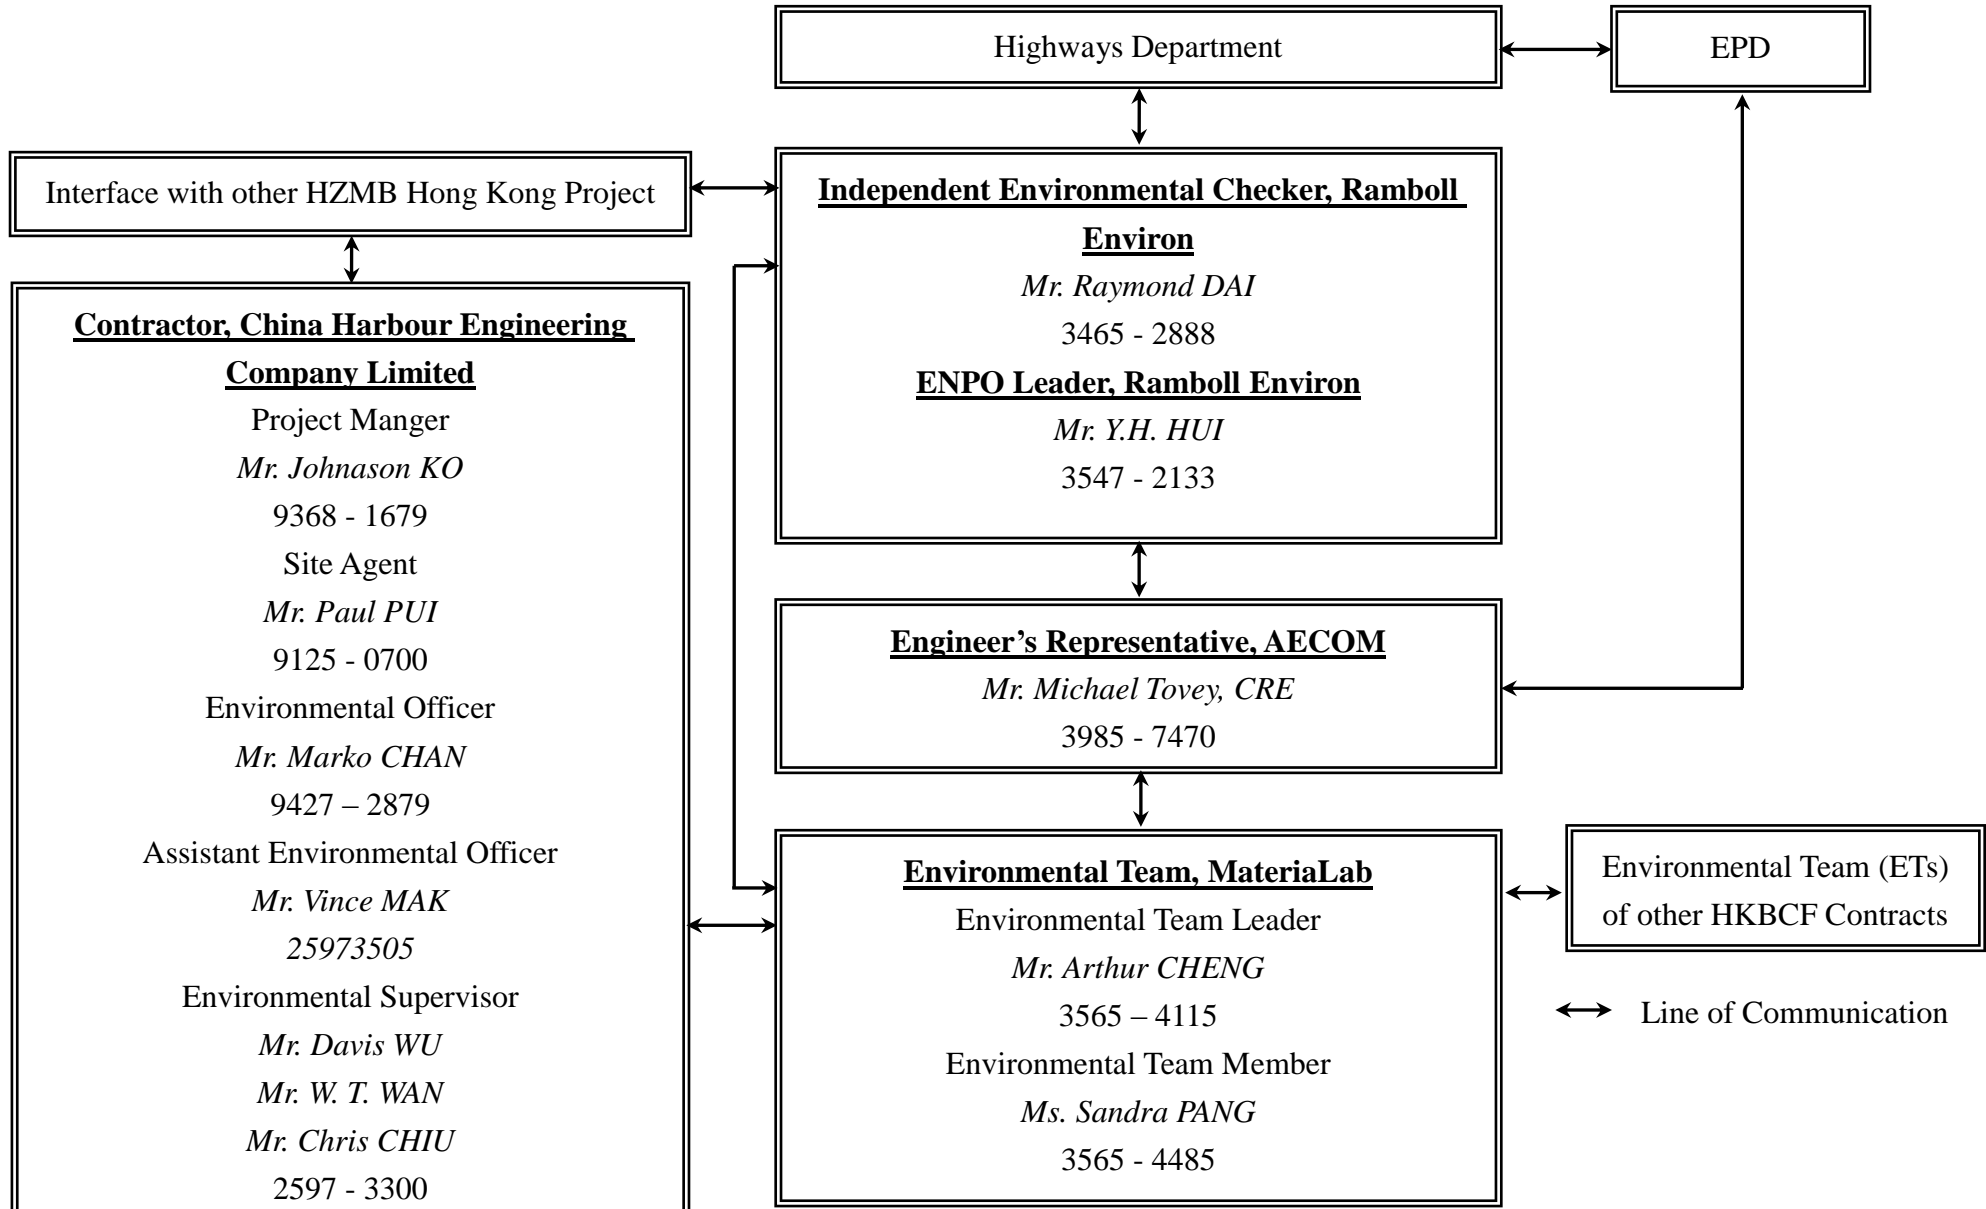 Highways Department
EPD
Interface with other HZMB Hong Kong Project
Independent Environmental Checker, Ramboll
Environ
Mr. Raymond DAI
3465 - 2888
ENPO Leader, Ramboll Environ
Mr. Y.H. HUI
3547 - 2133
Contractor, China Harbour Engineering
Company Limited
Project Manger
Mr. Johnason KO
9368 - 1679
Site Agent
Mr. Paul PUI
9125 - 0700
Environmental Officer
Mr. Marko CHAN
9427 – 2879
Assistant Environmental Officer
Mr. Vince MAK
25973505
Environmental Supervisor
Mr. Davis WU
Mr. W. T. WAN
Mr. Chris CHIU
2597 - 3300
Engineer’s Representative, AECOM
Mr. Michael Tovey, CRE
3985 - 7470
Environmental Team, MateriaLab
Environmental Team Leader
Mr. Arthur CHENG
3565 – 4115
Environmental Team Member
Ms. Sandra PANG
3565 - 4485
Environmental Team (ETs)
of other HKBCF Contracts
Line of Communication